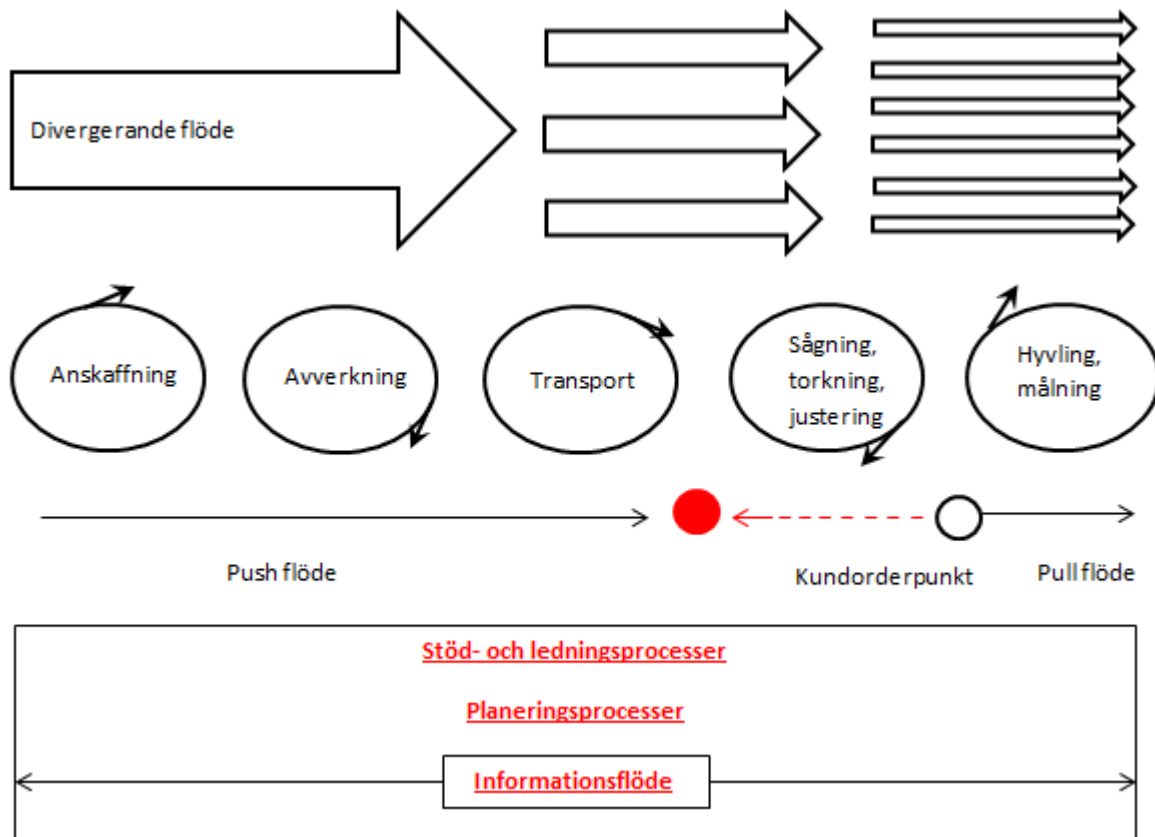 Divergerande flöde
Anskaffning
Avverkning
Transport
Sågning,
torkning,
justering
Hyvling,
målning
Push flöde
Kundorderpunkt
Pull flöde
Stöd- och ledningsprocesser
Planeringsprocesser
Informationsflöde